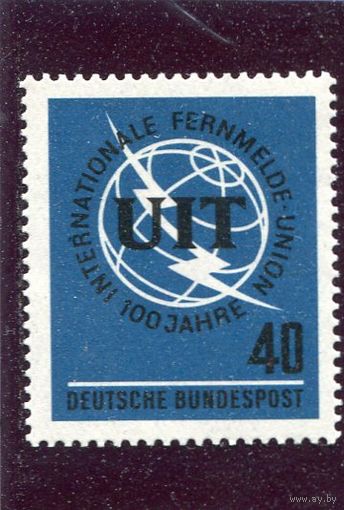 INTERNATIONALE FERNMELDE-UNION
100 JAHRE
UIT
40
DEUTSCHE BUNDESPOST
www.ay.by